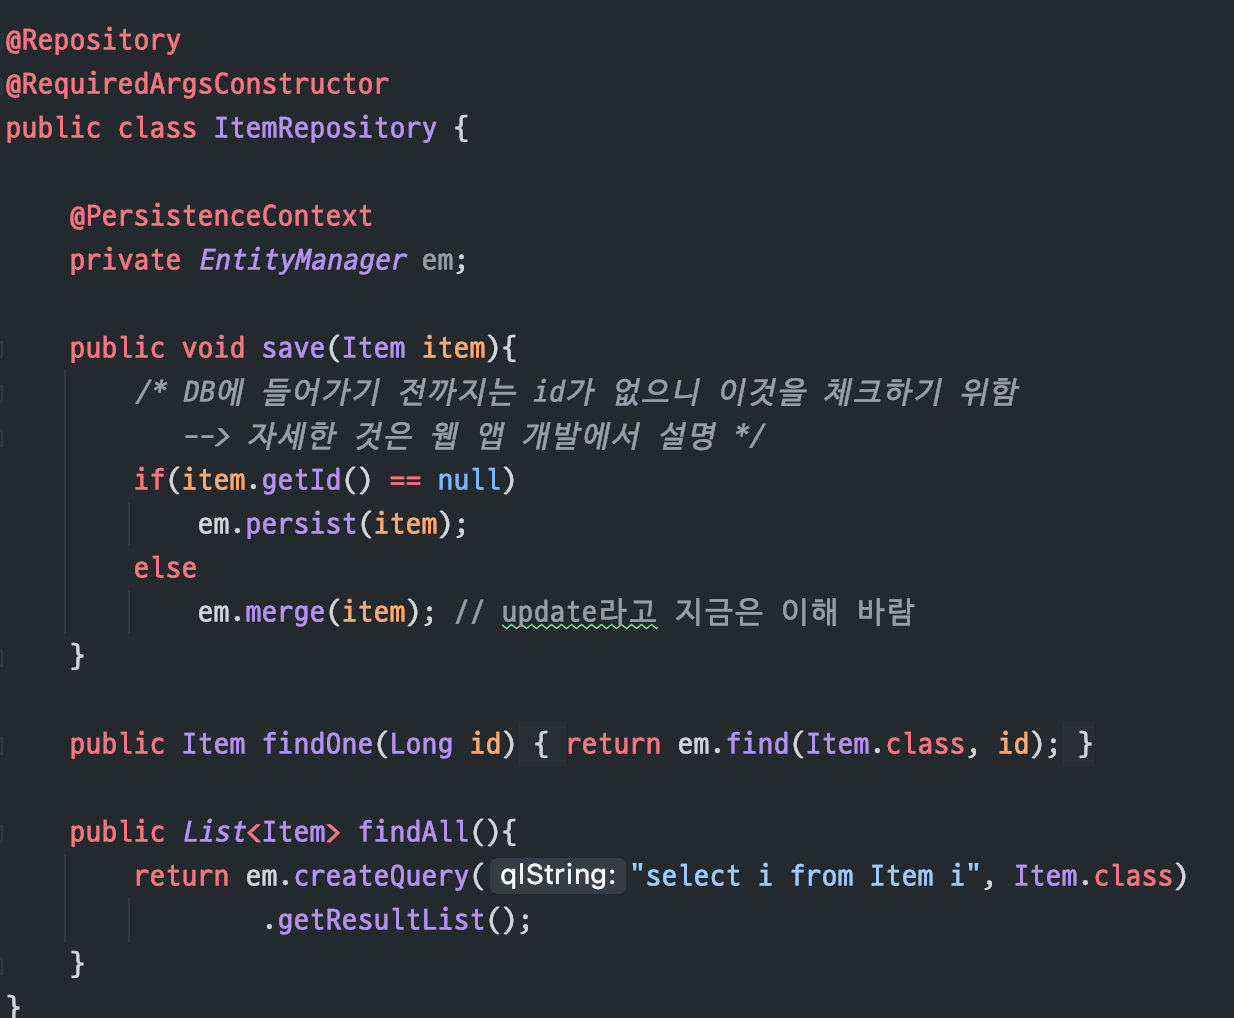 @Repository
@RequiredArgsConstructor
public class ItemRepository {
@PersistenceContext
private EntityManager em;
public void save(Item item){
/* DB에 들어가기 전까지는 id가 없으니 이것을 체크하기 위함
--> 자세한 것은 웹 앱 개발에서 설명 */
if(item.getId() == null)
em.persist(item);
else
em.merge(item); // update라고 지금은 이해 바람
}
public Item findOne(Long id) { return em.find(Item.class, id); }
public List<Item> findAll(){
return em.createQuery( qlString: "select i from Item i", Item.class)
.getResultList();
}
}